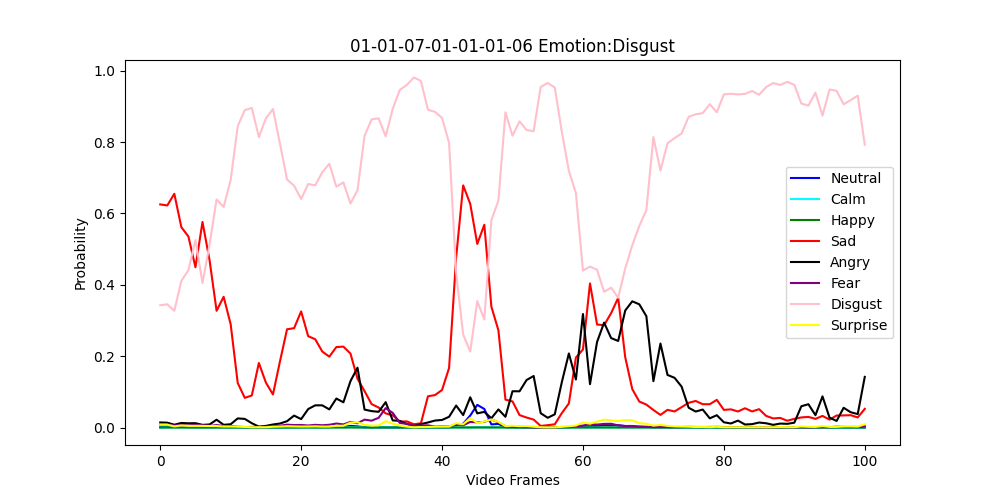 01-01-07-01-01-01-06 Emotion:Disgust
1.0
0.8
0.6
0.4
0.2
0.0
Probability
0
20
40
60
80
100
Video Frames
Neutral
Calm
Happy
Sad
Angry
Fear
Disgust
Surprise